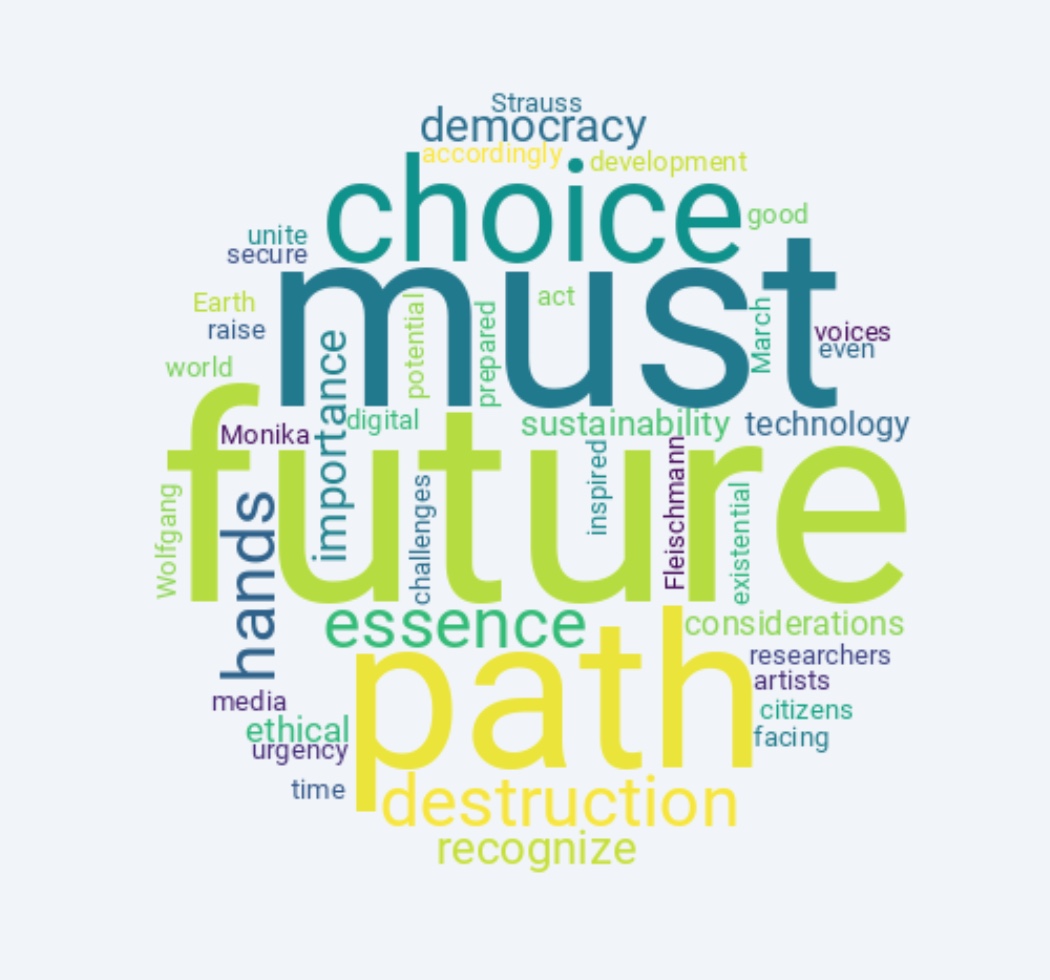 Strauss
democracy
accordingly
development
choice
good
unite
secure
must
Earth
potential
prepared
act
March
raise
voices
even
importance
world
future
digital
sustainability
technology
Monika
inspired
Fleischmann
Wolfgang
hands
challenges
existential
essence
considerations
path
researchers
artists
media
citizens
ethical
facing
urgency
time
destruction
recognize